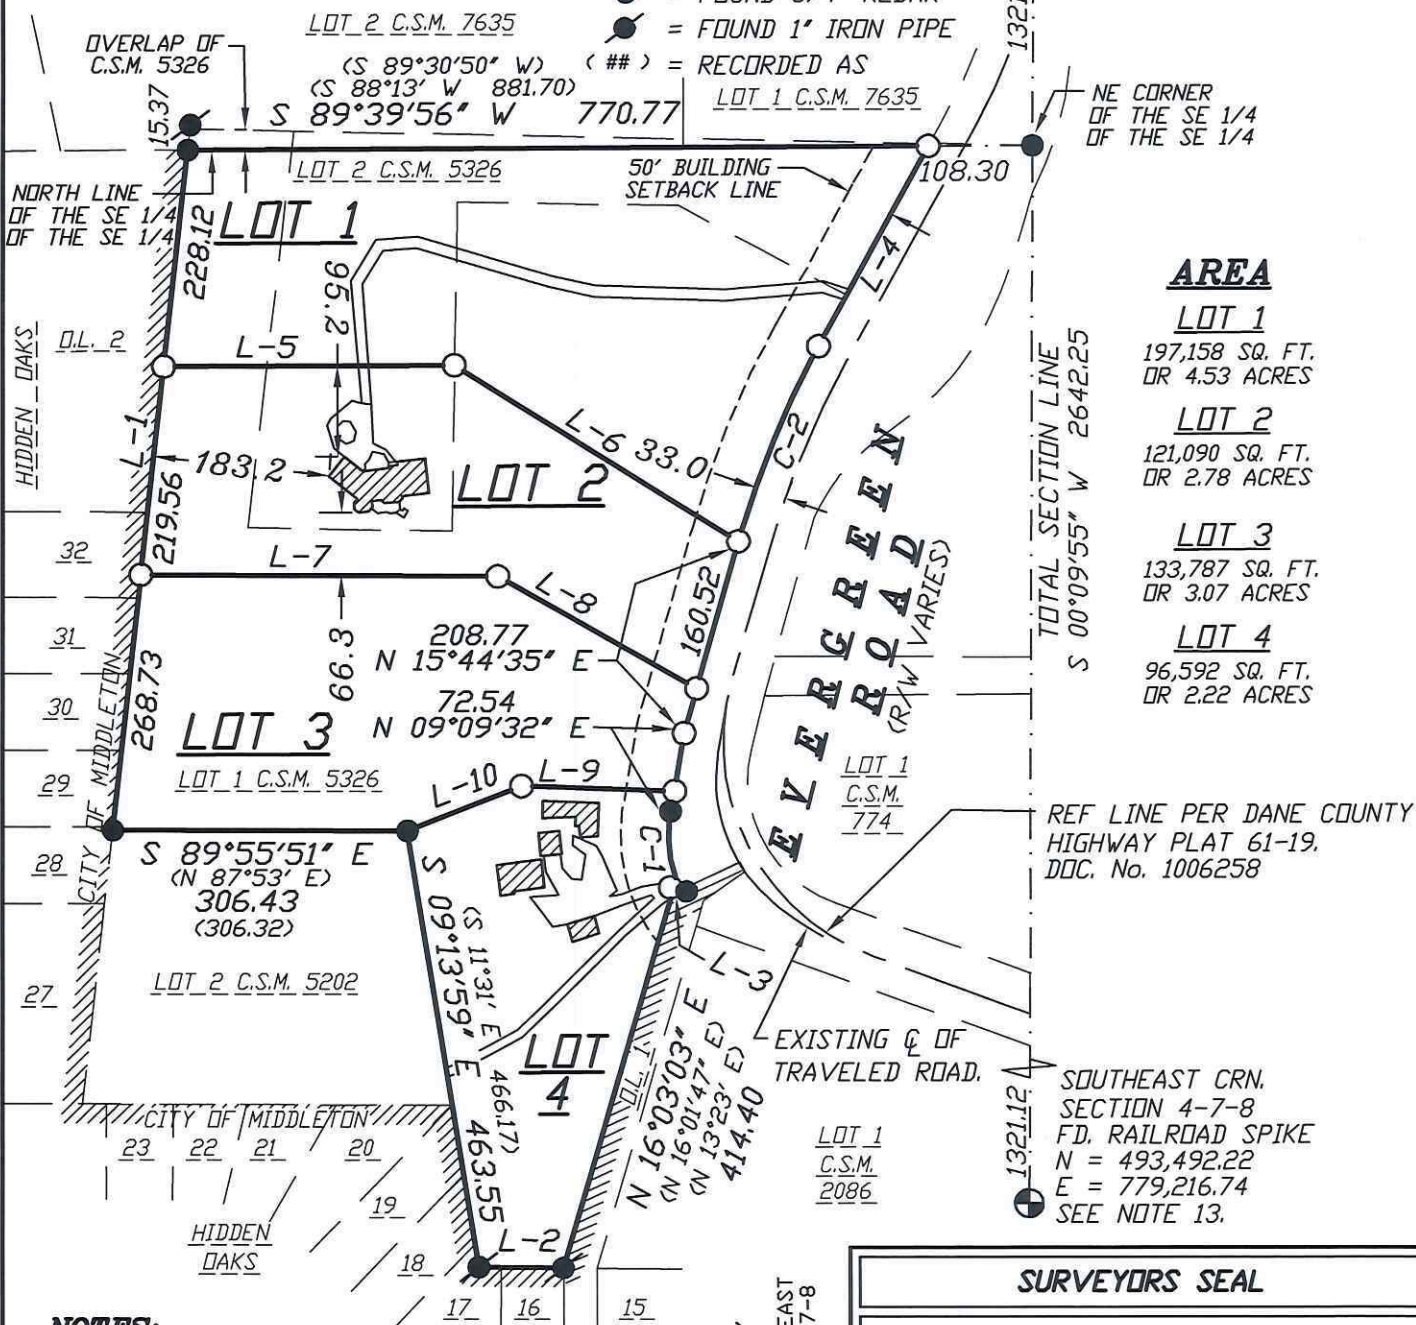 LOT 2 C.S.M. 7635
= FOUND 1" IRON PIPE
( ## ) = RECORDED AS
OVERLAP OF
C.S.M. 5326
(S 89°30'50" W)
(S 88°13' W 881.70)
S 89°39'56" W 770.77
LOT 1 C.S.M. 7635
15.37
1321
NE CORNER
OF THE SE 1/4
OF THE SE 1/4
LOT 2 C.S.M. 5326
50' BUILDING
SETBACK LINE
108.30
NORTH LINE
OF THE SE 1/4
OF THE SE 1/4
LOT 1
228.12
95.2
L-4
HIDDEN OAKS
O.L. 2
L-5
L-1
219.56
183.2
L-6
33.0
C-2
LOT 2
EVERGREEN
ROAD
(R/W VARIES)
TOTAL SECTION LINE
S 00°09'55" W 2642.25
AREA
LOT 1
197,158 SQ. FT.
OR 4.53 ACRES
LOT 2
121,090 SQ. FT.
OR 2.78 ACRES
LOT 3
133,787 SQ. FT.
OR 3.07 ACRES
LOT 4
96,592 SQ. FT.
OR 2.22 ACRES
32
31
30
29
28
27
L-7
L-8
160.52
66.3
208.77
N 15°44'35" E
72.54
N 09°09'32" E
268.73
CITY OF MIDDLETON
LOT 3
LOT 1 C.S.M. 5326
L-10
L-9
C-1
LOT 1
C.S.M.
774
REF LINE PER DANE COUNTY
HIGHWAY PLAT 61-19,
DOC. No. 1006258
S 89°55'51" E
(N 87°53' E)
306.43
(306.32)
LOT 2 C.S.M. 5202
S 09°13'59" E 463.55
(S 11°31' E 466.17)
L-3
LOT
4
O.L. 1
N 16°03'03" E
(N 16°01'47" E)
(N 13°23' E)
414.40
EXISTING ℄ OF
TRAVELED ROAD.
LOT 1
C.S.M.
2086
1321.12
SOUTHEAST CRN.
SECTION 4-7-8
FD. RAILROAD SPIKE
N = 493,492.22
E = 779,216.74
SEE NOTE 13.
CITY OF MIDDLETON
23
22
21
20
19
18
17
16
15
HIDDEN
OAKS
L-2
EAST
7-8
SURVEYORS SEAL